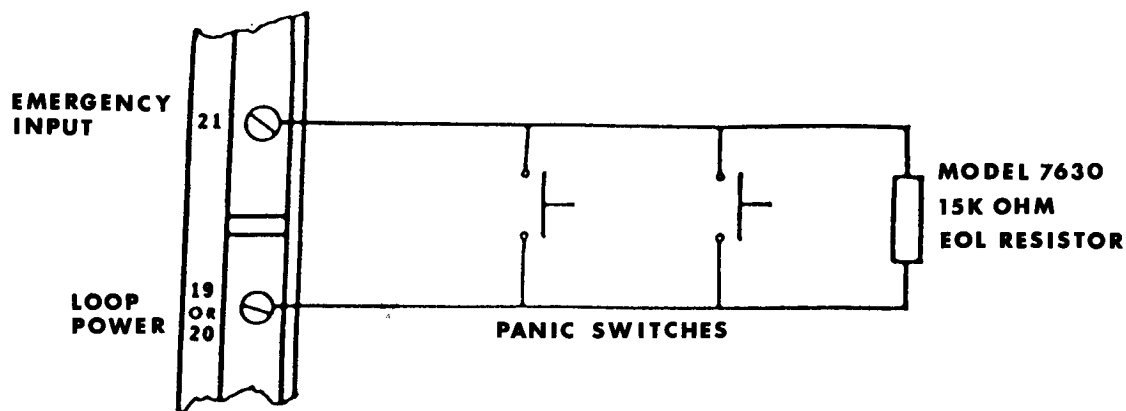 EMERGENCY
INPUT
21
MODEL 7630
15K OHM
EOL RESISTOR
LOOP
POWER
19
OR
20
PANIC SWITCHES